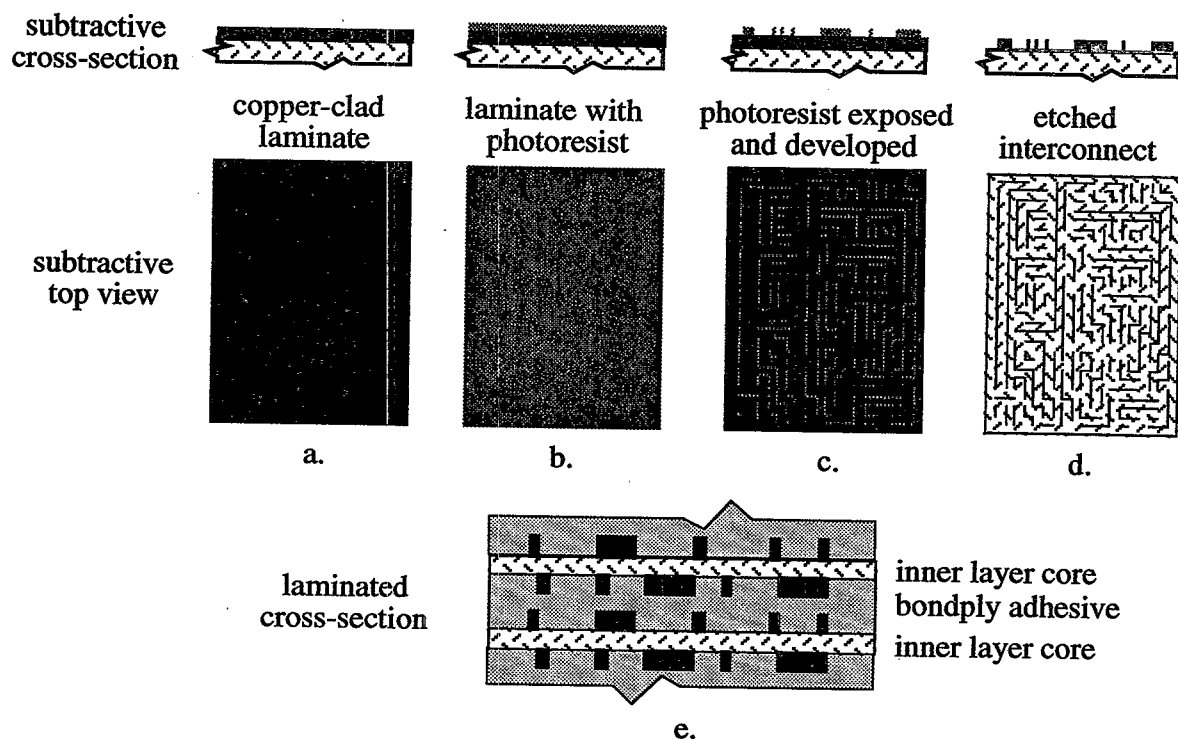 subtractive
cross-section
copper-clad
laminate
laminate with
photoresist
photoresist exposed
and developed
etched
interconnect
subtractive
top view
a.
b.
c.
d.
laminated
cross-section
inner layer core
bondply adhesive
inner layer core
e.